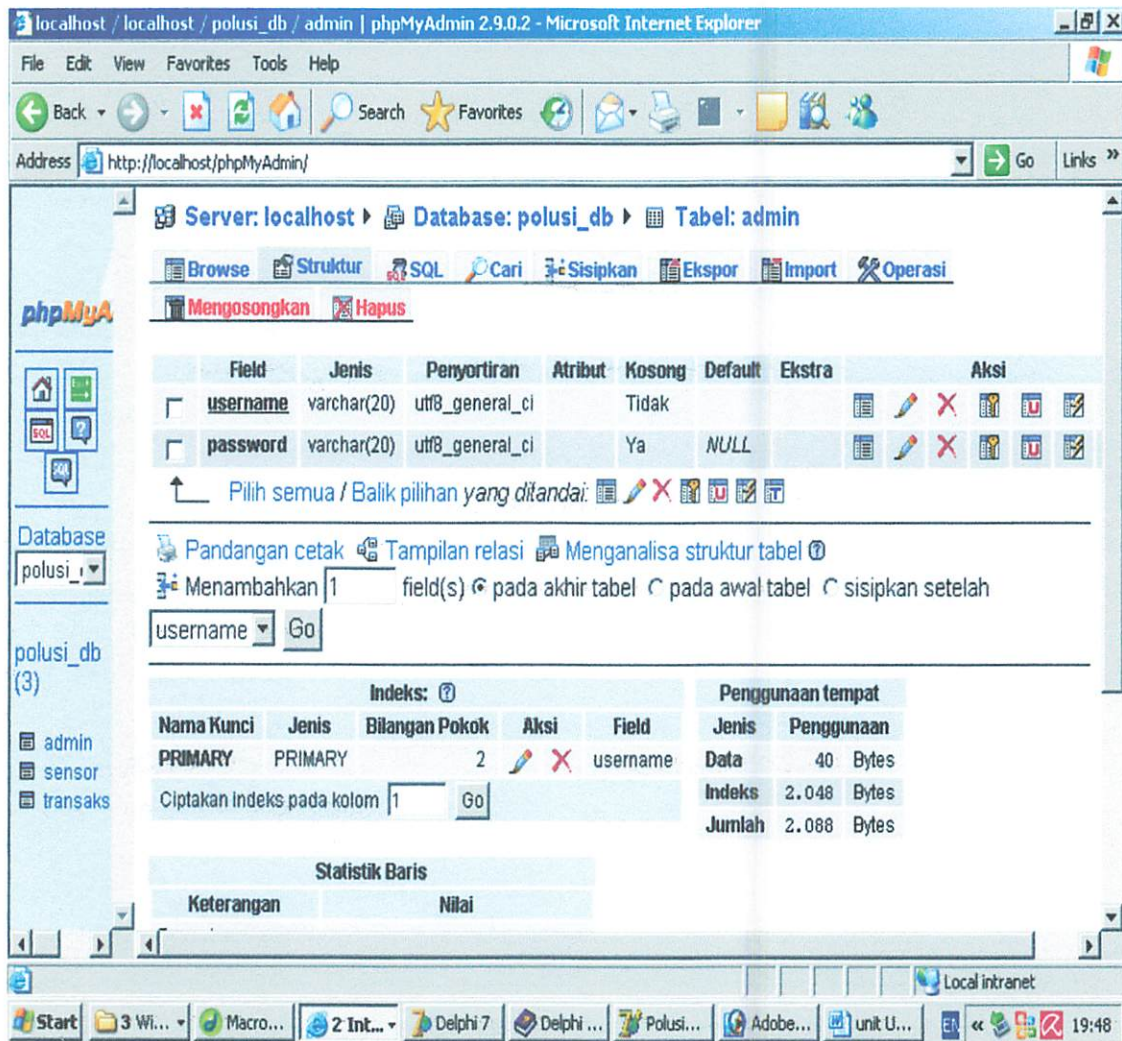 localhost / localhost / polusi_db / admin | phpMyAdmin 2.9.0.2 - Microsoft Internet Explorer
File Edit View Favorites Tools Help
Back Search Favorites
Address http://localhost/phpMyAdmin/ Go Links »
phpMyA
SQL
SQL
Database
polusi_
polusi_db
(3)
admin
sensor
transaks
Server: localhost Database: polusi_db Tabel: admin
Browse Struktur SQL Cari Sisipkan Ekspor Import Operasi
Mengosongkan Hapus
Field Jenis Penyortiran Atribut Kosong Default Ekstra Aksi
username varchar(20) utf8_general_ci Tidak
password varchar(20) utf8_general_ci Ya NULL
Pilih semua / Balik pilihan yang ditandai:
Pandangan cetak Tampilan relasi Menganalisa struktur tabel
Menambahkan 1 field(s) pada akhir tabel pada awal tabel sisipkan setelah
username Go
Indeks:
Nama Kunci Jenis Bilangan Pokok Aksi Field
PRIMARY PRIMARY 2 username
Ciptakan indeks pada kolom 1 Go
Penggunaan tempat
Jenis Penggunaan
Data 40 Bytes
Indeks 2.048 Bytes
Jumlah 2.088 Bytes
Statistik Baris
Keterangan Nilai
Local intranet
Start 3 Wi... Macro... 2 Int... Delphi 7 Delphi ... Polusi... Adobe... unit U... EN « 19:48